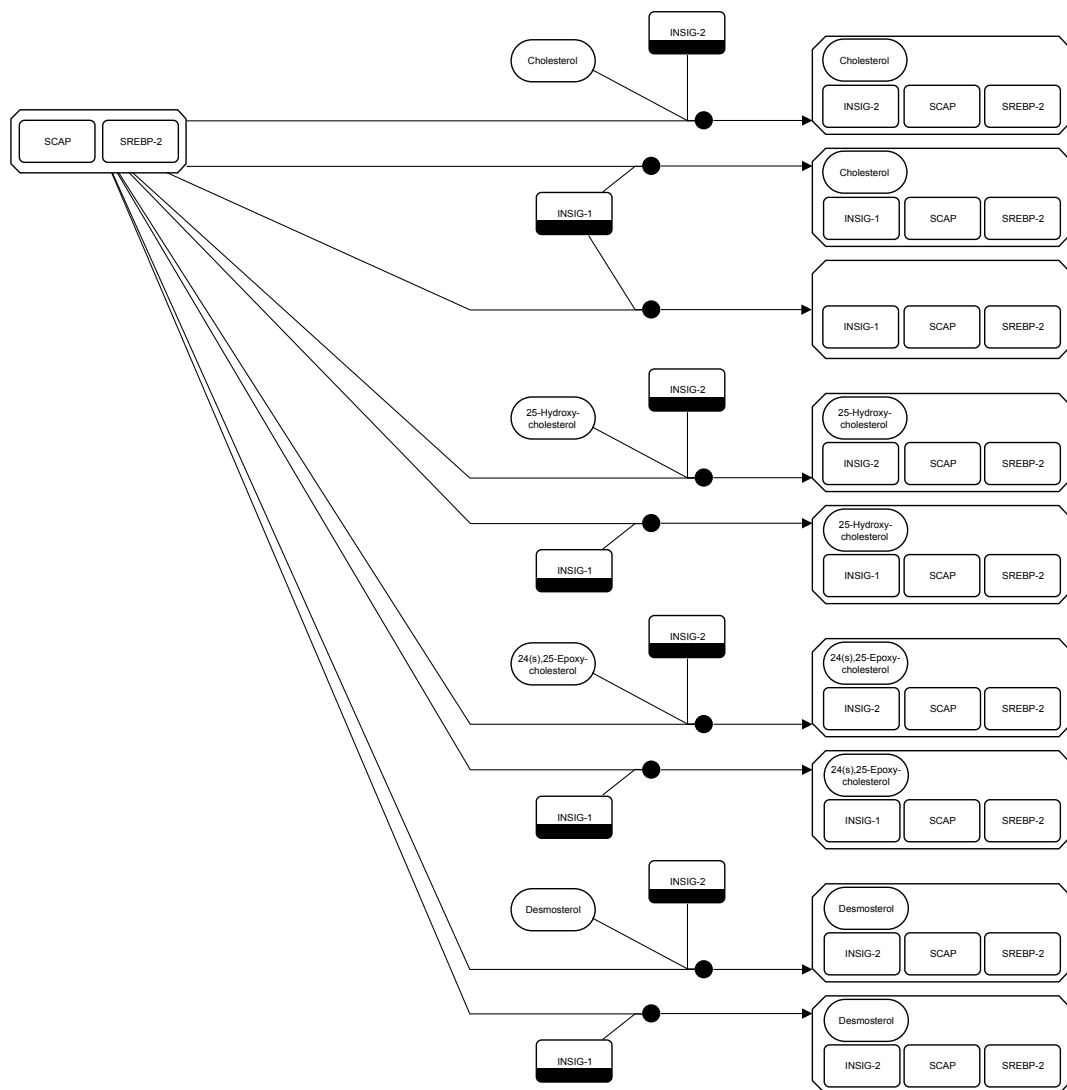 INSIG-2
Cholesterol
Cholesterol
INSIG-2
SCAP
SREBP-2
SCAP
SREBP-2
Cholesterol
INSIG-1
INSIG-1
SCAP
SREBP-2
INSIG-1
SCAP
SREBP-2
INSIG-2
25-Hydroxy-
cholesterol
25-Hydroxy-
cholesterol
INSIG-2
SCAP
SREBP-2
25-Hydroxy-
cholesterol
INSIG-1
INSIG-1
SCAP
SREBP-2
INSIG-2
24(s),25-Epoxy-
cholesterol
24(s),25-Epoxy-
cholesterol
INSIG-2
SCAP
SREBP-2
24(s),25-Epoxy-
cholesterol
INSIG-1
INSIG-1
SCAP
SREBP-2
INSIG-2
Desmosterol
Desmosterol
INSIG-2
SCAP
SREBP-2
Desmosterol
INSIG-1
INSIG-2
SCAP
SREBP-2